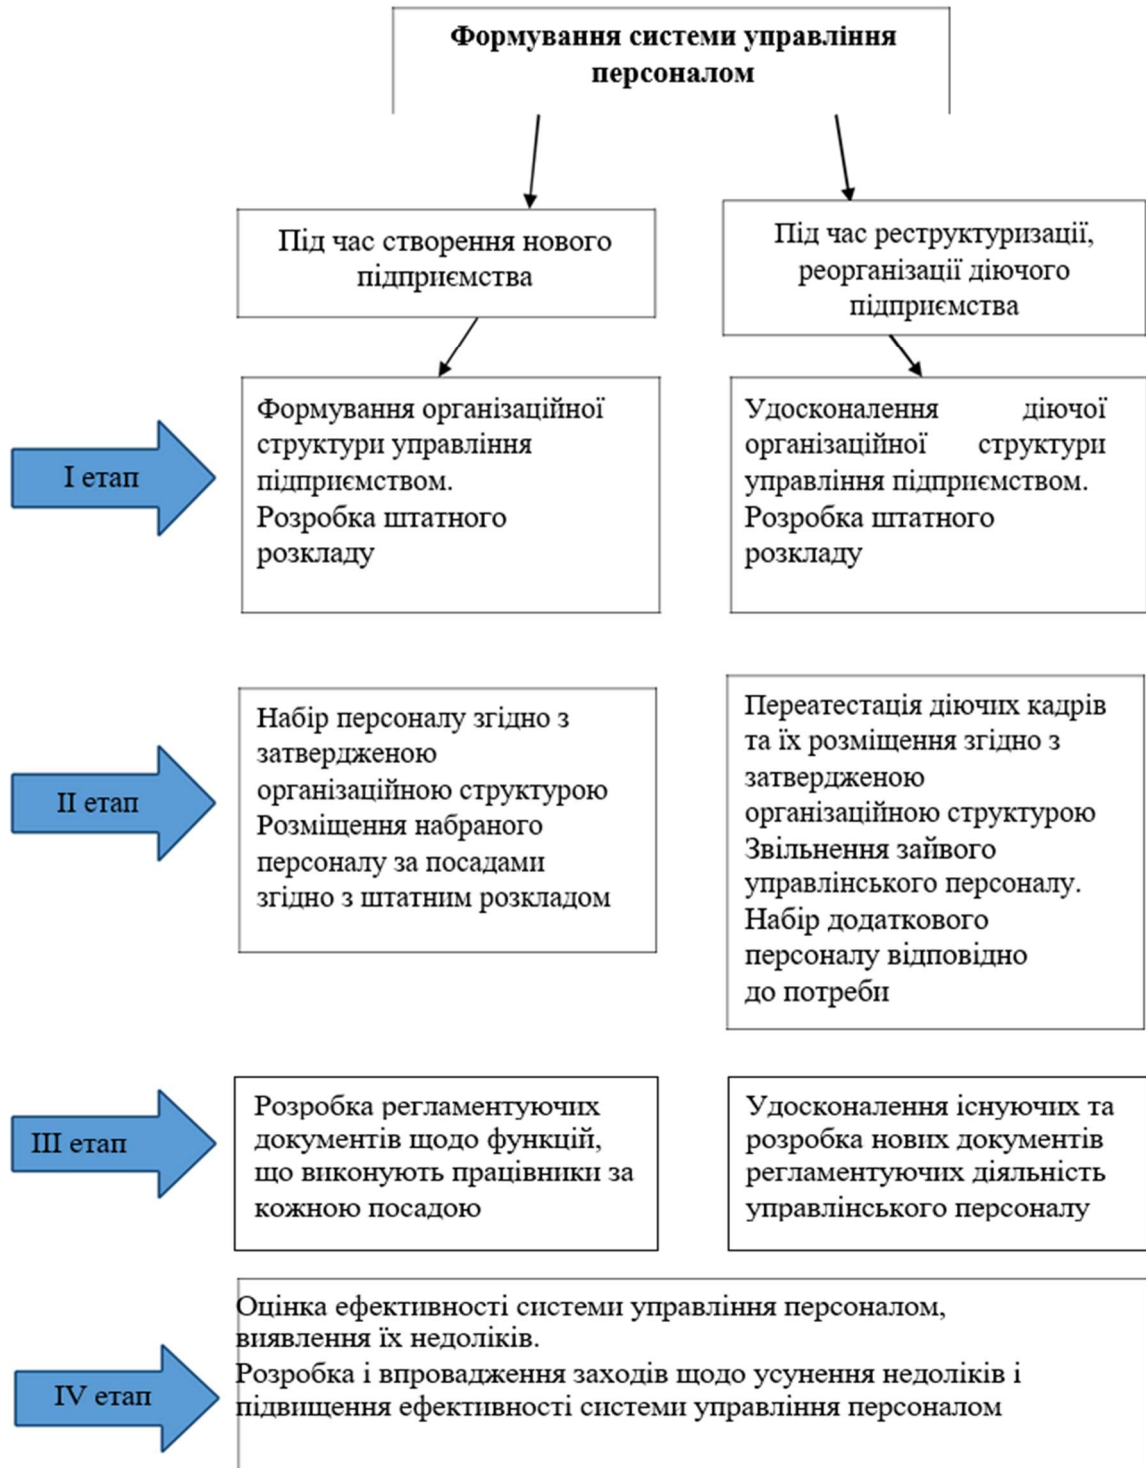 Формування системи управління
персоналом
Під час створення нового
підприємства
Під час реструктуризації,
реорганізації діючого
підприємства
І етап
Формування організаційної
структури управління
підприємством.
Розробка штатного
розкладу
Удосконалення діючої
організаційної структури
управління підприємством.
Розробка штатного
розкладу
ІІ етап
Набір персоналу згідно з
затвердженою
організаційною структурою
Розміщення набраного
персоналу за посадами
згідно з штатним розкладом
Переатестація діючих кадрів
та їх розміщення згідно з
затвердженою
організаційною структурою
Звільнення зайвого
управлінського персоналу.
Набір додаткового
персоналу відповідно
до потреби
ІІІ етап
Розробка регламентуючих
документів щодо функцій,
що виконують працівники за
кожною посадою
Удосконалення існуючих та
розробка нових документів
регламентуючих діяльність
управлінського персоналу
IV етап
Оцінка ефективності системи управління персоналом,
виявлення їх недоліків.
Розробка і впровадження заходів щодо усунення недоліків і
підвищення ефективності системи управління персоналом